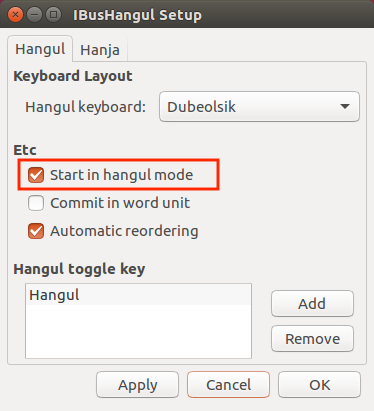 IBusHangul Setup
Hangul Hanja
Keyboard Layout
Hangul keyboard: Dubeolsik
Etc
Start in hangul mode
Commit in word unit
Automatic reordering
Hangul toggle key
Hangul
Add
Remove
Apply Cancel OK